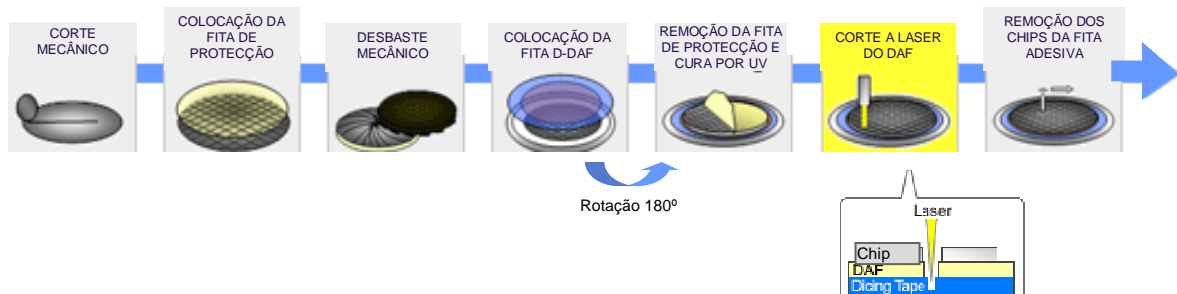 CORTE
MECÂNICO
COLOCAÇÃO DA
FITA DE
PROTECÇÃO
DESBASTE
MECÂNICO
COLOCAÇÃO DA
FITA D-DAF
REMOÇÃO DA FITA
DE PROTECÇÃO E
CURA POR UV
CORTE A LASER
DO DAF
REMOÇÃO DOS
CHIPS DA FITA
ADESIVA
Rotação 180º
Laser
Chip
DAF
Dicing Tape